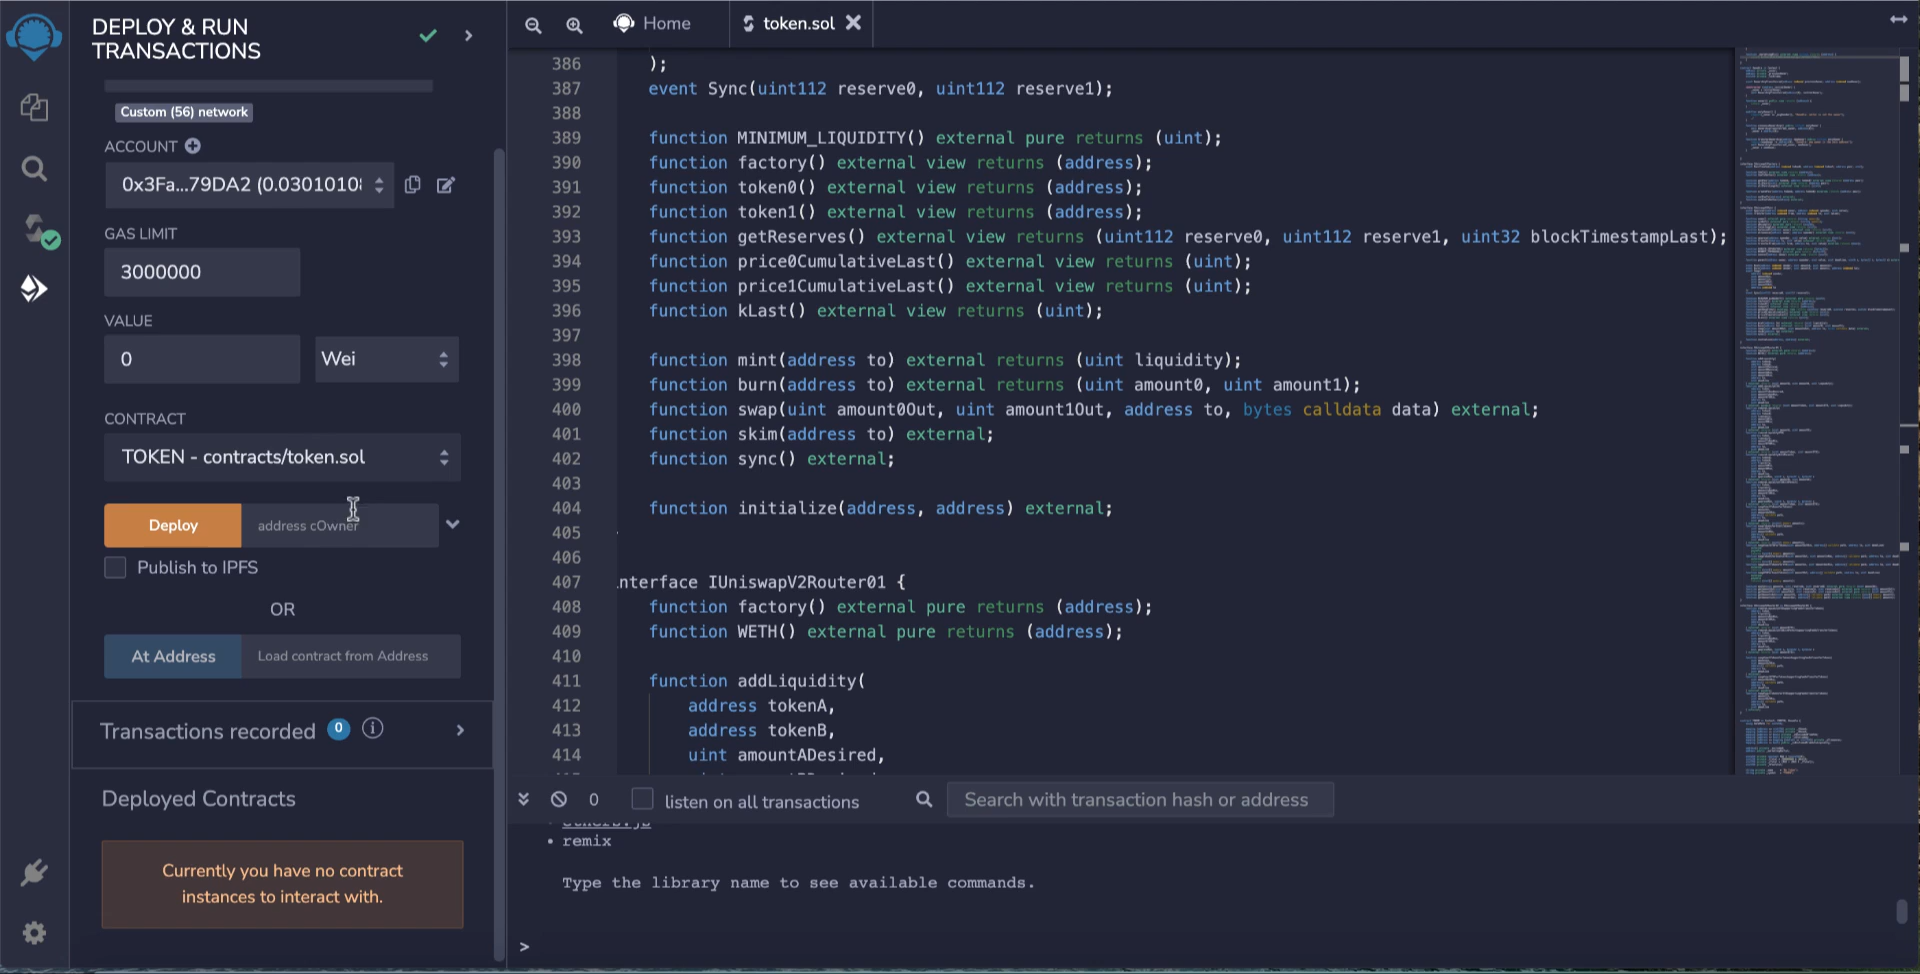 DEPLOY & RUN
TRANSACTIONS
Custom (56) network
ACCOUNT
0x3Fa...79DA2 (0.0301010
GAS LIMIT
3000000
VALUE
0
Wei
CONTRACT
TOKEN - contracts/token.sol
Deploy
address cOwner
Publish to IPFS
OR
At Address
Load contract from Address
Transactions recorded
0
Deployed Contracts
Currently you have no contract
instances to interact with.
Home
token.sol
386 );
387 event Sync(uint112 reserve0, uint112 reserve1);
388
389 function MINIMUM_LIQUIDITY() external pure returns (uint);
390 function factory() external view returns (address);
391 function token0() external view returns (address);
392 function token1() external view returns (address);
393 function getReserves() external view returns (uint112 reserve0, uint112 reserve1, uint32 blockTimestampLast);
394 function price0CumulativeLast() external view returns (uint);
395 function price1CumulativeLast() external view returns (uint);
396 function kLast() external view returns (uint);
397
398 function mint(address to) external returns (uint liquidity);
399 function burn(address to) external returns (uint amount0, uint amount1);
400 function swap(uint amount0Out, uint amount1Out, address to, bytes calldata data) external;
401 function skim(address to) external;
402 function sync() external;
403
404 function initialize(address, address) external;
405
406
407 interface IUniswapV2Router01 {
408 function factory() external pure returns (address);
409 function WETH() external pure returns (address);
410
411 function addLiquidity(
412 address tokenA,
413 address tokenB,
414 uint amountADesired,
0
listen on all transactions
Search with transaction hash or address
• remix
Type the library name to see available commands.
>